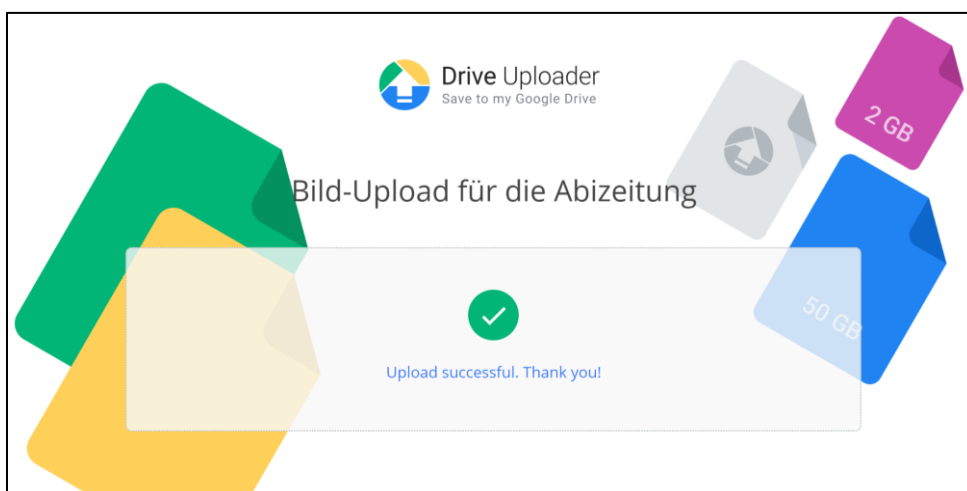 Drive Uploader
Save to my Google Drive
2 GB
Bild-Upload für die Abizeitung
50 GB
Upload successful. Thank you!